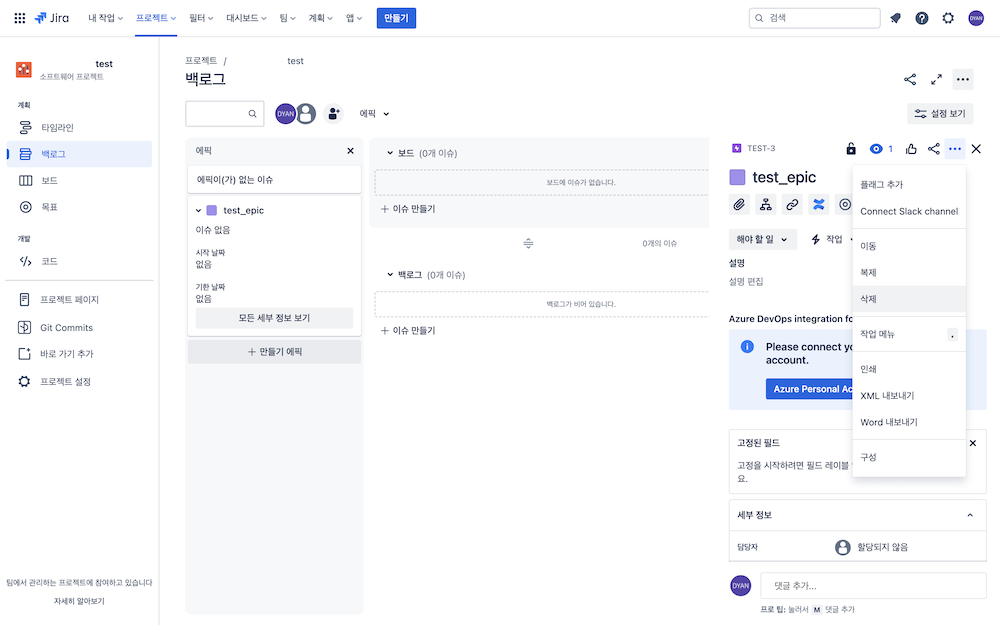 Jira
내 작업
프로젝트
필터
대시보드
팀
계획
앱
만들기
검색
DYAN
test
소프트웨어 프로젝트
계획
타임라인
백로그
보드
목표
개발
코드
프로젝트 페이지
Git Commits
바로 가기 추가
프로젝트 설정
팀에서 관리하는 프로젝트에 참여하고 있습니다
자세히 알아보기
프로젝트 / test
백로그
DYAN
에픽
설정 보기
에픽
에픽이(가) 없는 이슈
test_epic
이슈 없음
시작 날짜
없음
기한 날짜
없음
모든 세부 정보 보기
+ 만들기 에픽
보드 (0개 이슈)
보드에 이슈가 없습니다.
+ 이슈 만들기
0개의 이슈
백로그 (0개 이슈)
백로그가 비어 있습니다.
+ 이슈 만들기
TEST-3
1
test_epic
해야 할 일
작업
설명
설명 편집
Azure DevOps integration fo
Please connect yo
account.
Azure Personal Ac
고정된 필드
고정을 시작하려면 필드 레이블
요.
세부 정보
담당자
할당되지 않음
DYAN
댓글 추가...
프로 팁: 눌러서 M 댓글 추가
플래그 추가
Connect Slack channel
이동
복제
삭제
작업 메뉴 .
인쇄
XML 내보내기
Word 내보내기
구성